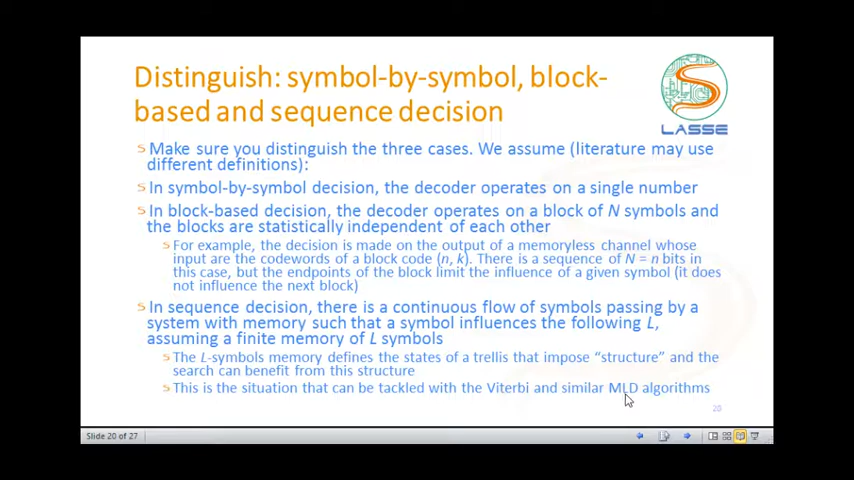 Distinguish: symbol-by-symbol, block-
based and sequence decision
LASSE
Make sure you distinguish the three cases. We assume (literature may use
different definitions):
In symbol-by-symbol decision, the decoder operates on a single number
In block-based decision, the decoder operates on a block of N symbols and
the blocks are statistically independent of each other
For example, the decision is made on the output of a memoryless channel whose
input are the codewords of a block code (n, k). There is a sequence of N = n bits in
this case, but the endpoints of the block limit the influence of a given symbol (it does
not influence the next block)
In sequence decision, there is a continuous flow of symbols passing by a
system with memory such that a symbol influences the following L,
assuming a finite memory of L symbols
The L-symbols memory defines the states of a trellis that impose “structure” and the
search can benefit from this structure
This is the situation that can be tackled with the Viterbi and similar MLD algorithms
20
Slide 20 of 27